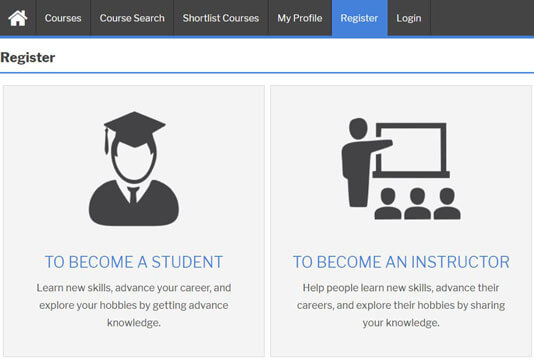 Courses Course Search Shortlist Courses My Profile Register Login
Register
TO BECOME A STUDENT
Learn new skills, advance your career, and
explore your hobbies by getting advance
knowledge.
TO BECOME AN INSTRUCTOR
Help people learn new skills, advance their
careers, and explore their hobbies by sharing
your knowledge.